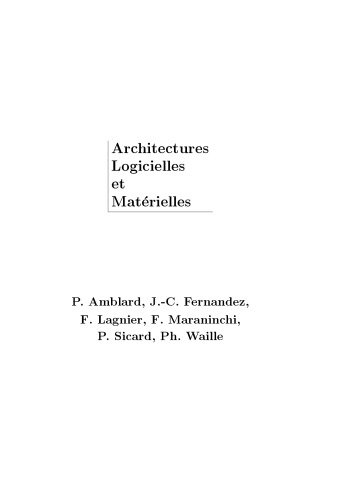 Architectures
Logicielles
et
Matérielles
P. Amblard, J.-C. Fernandez,
F. Lagnier, F. Maraninchi,
P. Sicard, Ph. Waille